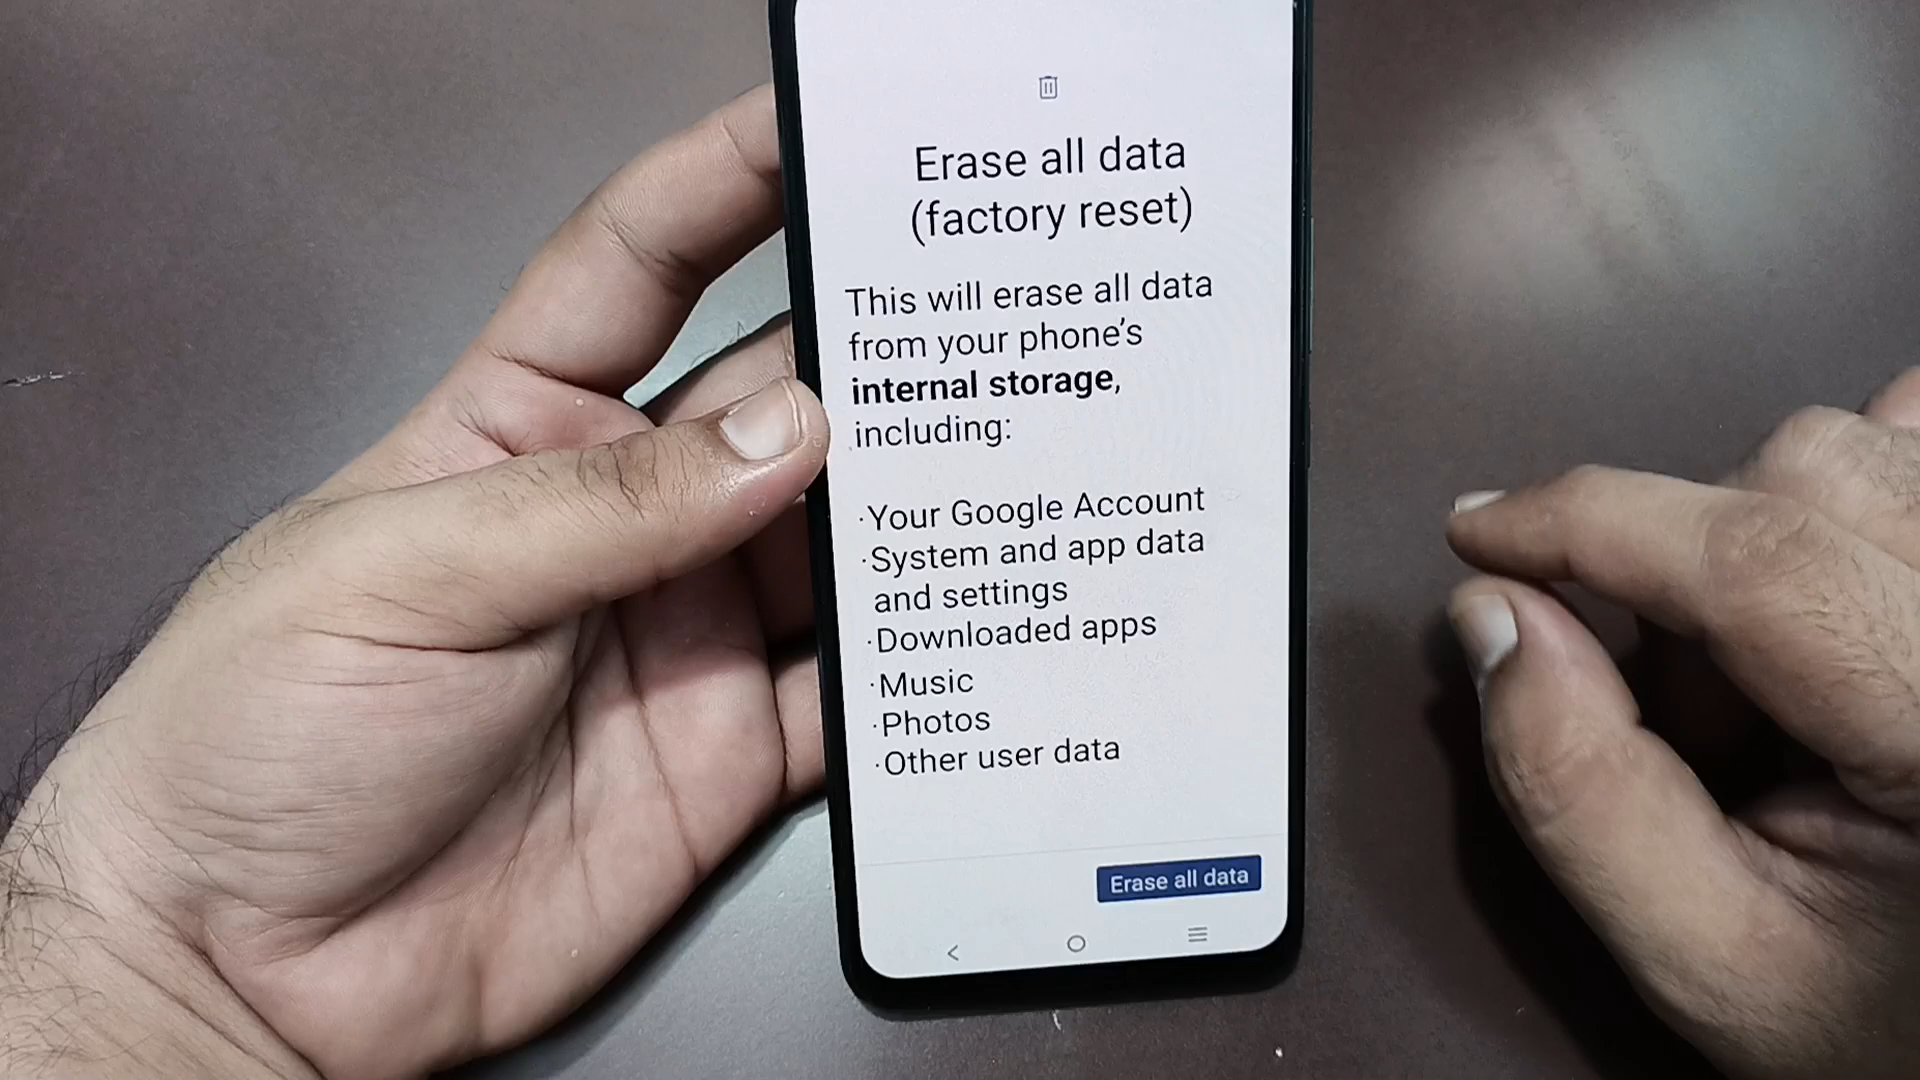 Erase all data
(factory reset)
This will erase all data
from your phone's
internal storage,
including:
·Your Google Account
·System and app data
and settings
·Downloaded apps
·Music
·Photos
·Other user data
Erase all data